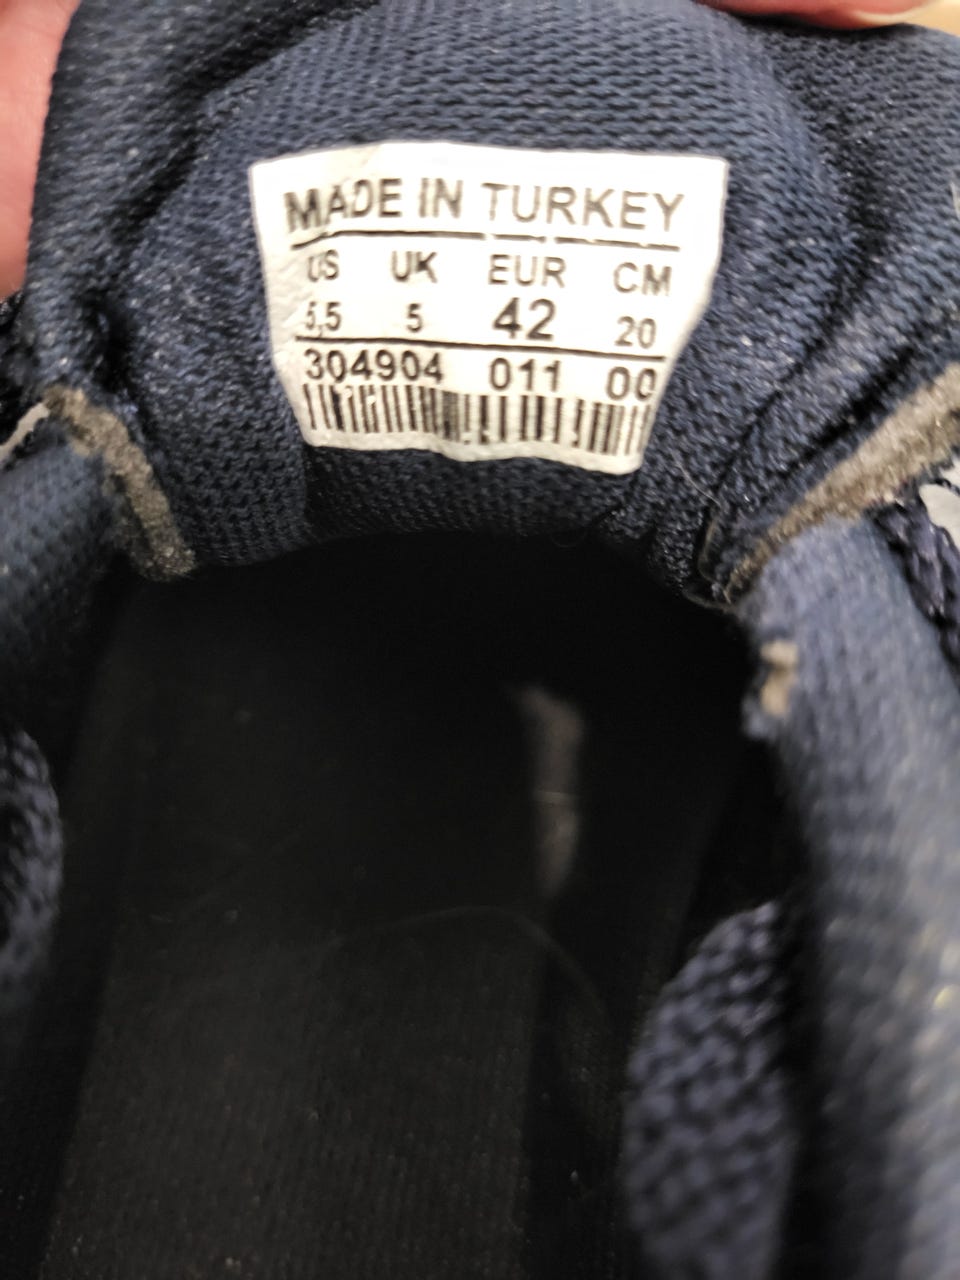 MADE IN TURKEY
US UK EUR CM
5,5 5 42 20
304904 011 00